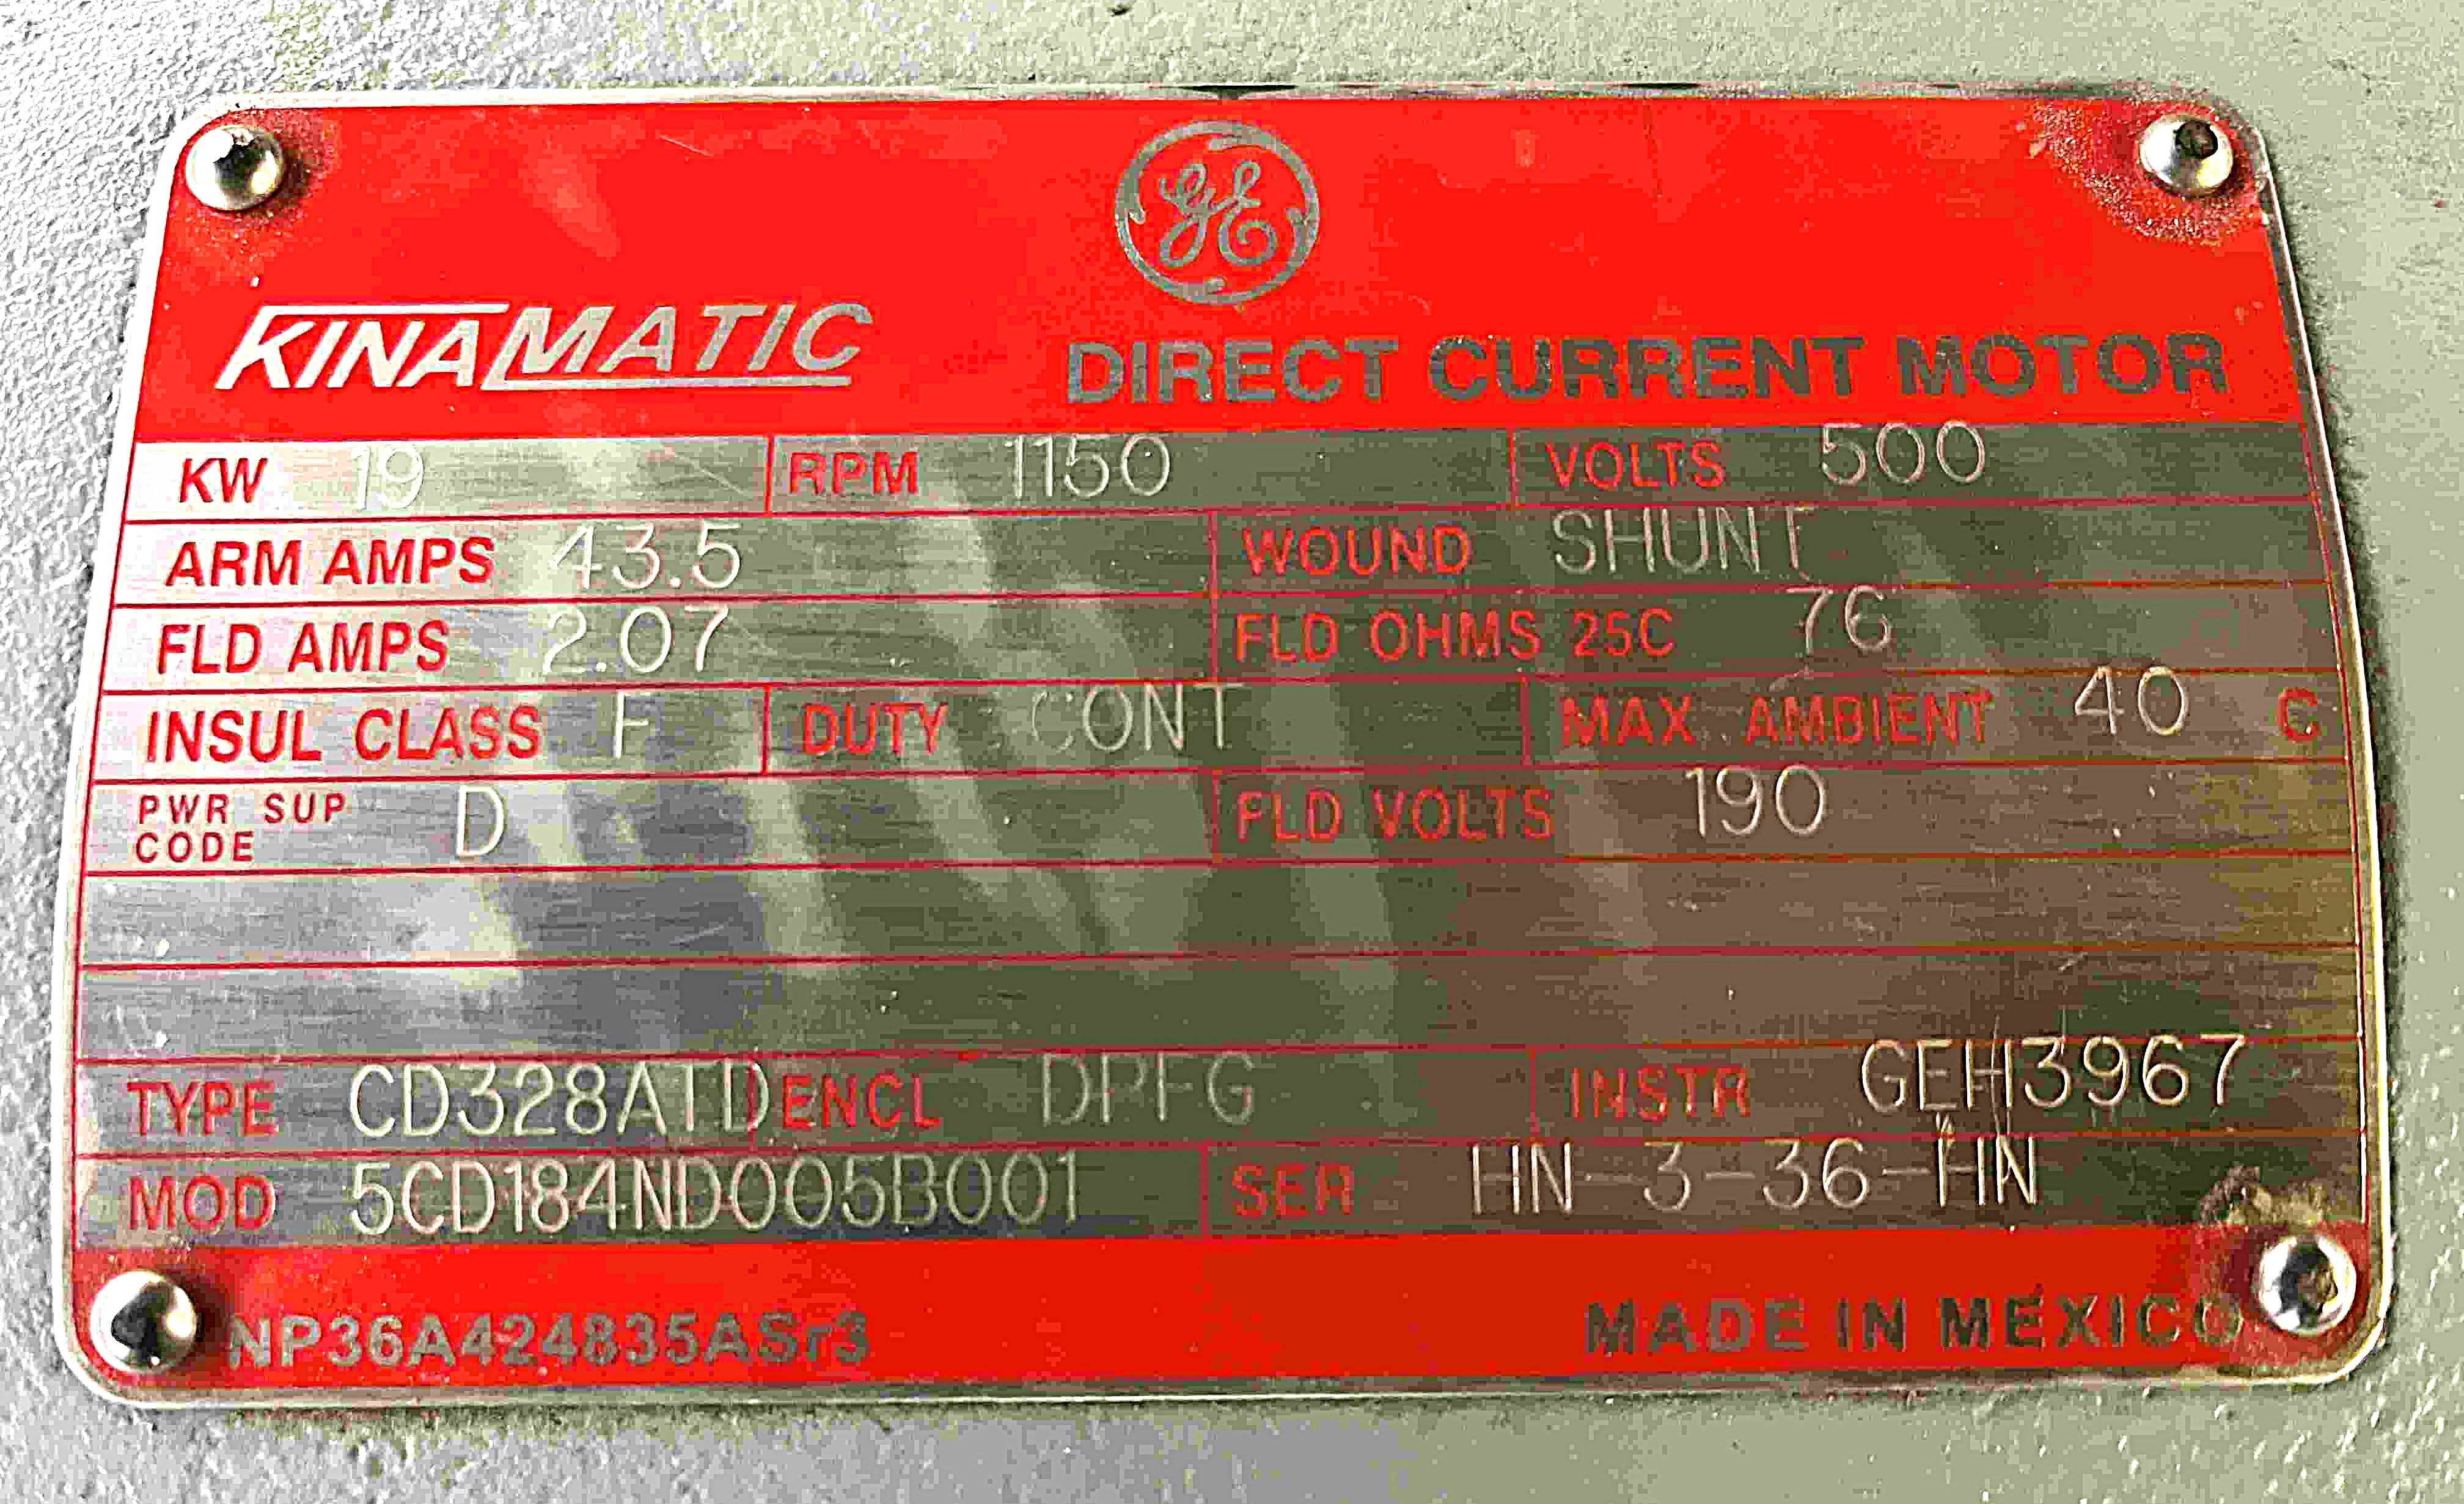 GE
KINAMATIC DIRECT CURRENT MOTOR
KW 19 RPM 1150 VOLTS 500
ARM AMPS 43.5 WOUND SHUNT
FLD AMPS 2.07 FLD OHMS 25C 76
INSUL CLASS F DUTY CONT MAX. AMBIENT 40 C
PWR SUP CODE D FLD VOLTS 190
TYPE CD328ATD ENCL DPFG INSTR GEH3967
MOD 5CD184ND005B001 SER HN-3-36-HN
NP36A424835ASr3 MADE IN MEXICO